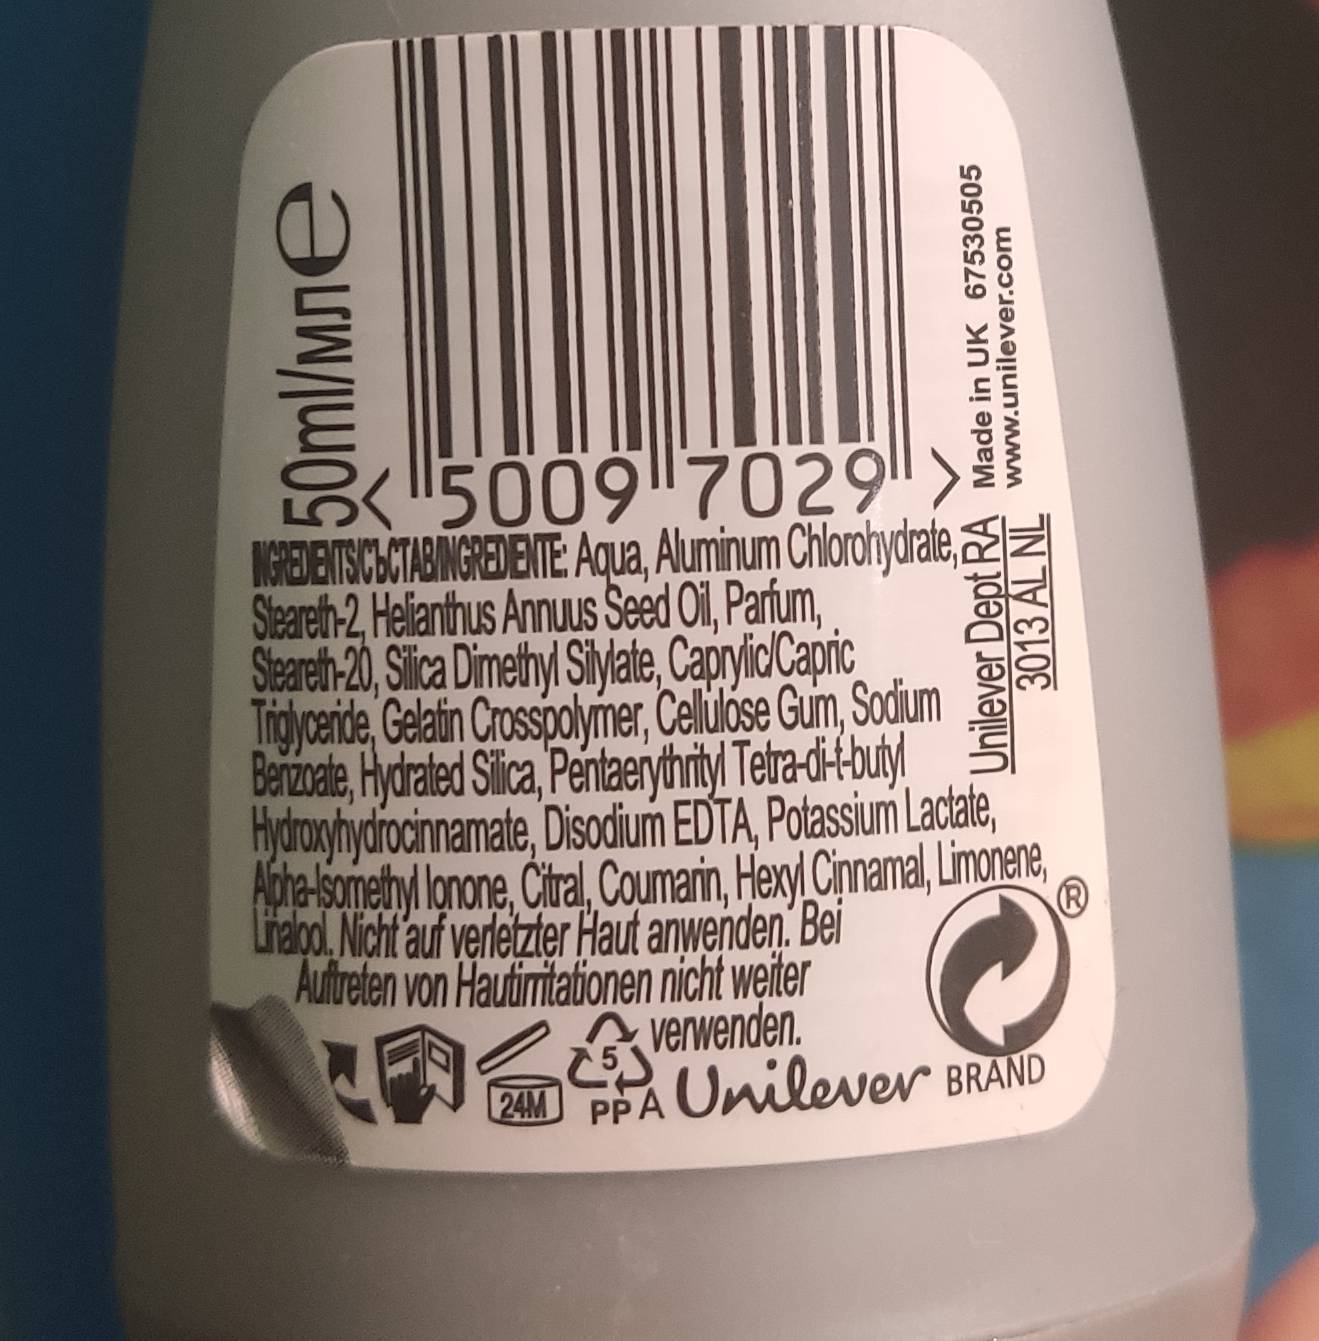 50ml/мл e
< 5009 7029 >
Made in UK 67530505
www.unilever.com
Unilever Dept RA
3013 AL NL
INGREDIENTS/СЪСТАВ/INGREDIENTE: Aqua, Aluminum Chlorohydrate,
Steareth-2, Helianthus Annuus Seed Oil, Parfum,
Steareth-20, Silica Dimethyl Silylate, Caprylic/Capric
Triglyceride, Gelatin Crosspolymer, Cellulose Gum, Sodium
Benzoate, Hydrated Silica, Pentaerythrityl Tetra-di-t-butyl
Hydroxyhydrocinnamate, Disodium EDTA, Potassium Lactate,
Alpha-Isomethyl Ionone, Citral, Coumarin, Hexyl Cinnamal, Limonene,
Linalool. Nicht auf verletzter Haut anwenden. Bei
Auftreten von Hautirritationen nicht weiter
verwenden.
®
24M
5
PP A
Unilever BRAND